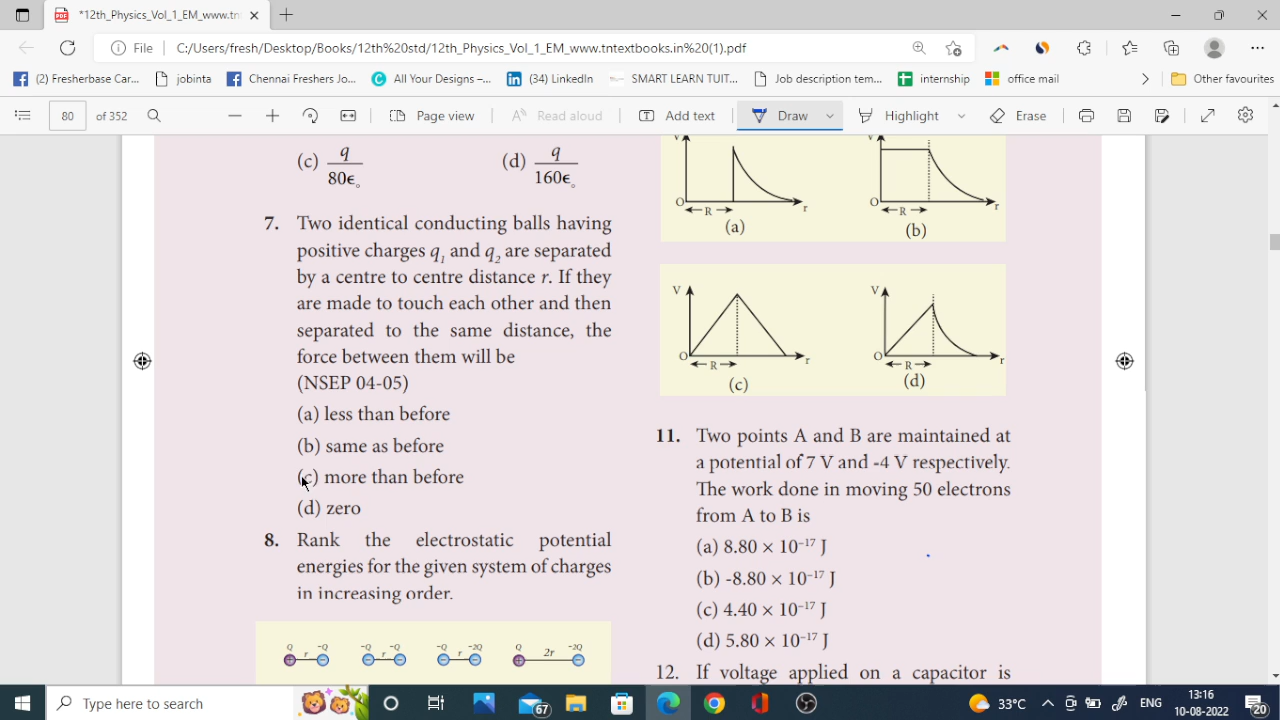 *12th_Physics_Vol_1_EM_www.tn
File
C:/Users/fresh/Desktop/Books/12th%20std/12th_Physics_Vol_1_EM_www.tntextbooks.in%20(1).pdf
(2) Fresherbase Car...
jobinta
Chennai Freshers Jo...
All Your Designs –...
(34) LinkedIn
SMART LEARN TUIT...
Job description tem...
internship
office mail
Other favourites
80 of 352
Page view
Read aloud
Add text
Draw
Highlight
Erase
(c) q/80ϵ₀
(d) q/160ϵ₀
7. Two identical conducting balls having
positive charges q₁ and q₂ are separated
by a centre to centre distance r. If they
are made to touch each other and then
separated to the same distance, the
force between them will be
(NSEP 04-05)
(a) less than before
(b) same as before
(c) more than before
(d) zero
8. Rank the electrostatic potential
energies for the given system of charges
in increasing order.
Q r -Q
-Q r -Q
-Q r -2Q
Q 2r -2Q
V O R r
(a)
V O R r
(b)
V O R r
(c)
V O R r
(d)
11. Two points A and B are maintained at
a potential of 7 V and -4 V respectively.
The work done in moving 50 electrons
from A to B is
(a) 8.80 × 10⁻¹⁷ J
(b) -8.80 × 10⁻¹⁷ J
(c) 4.40 × 10⁻¹⁷ J
(d) 5.80 × 10⁻¹⁷ J
12. If voltage applied on a capacitor is
Type here to search
67
33°C
ENG
13:16
10-08-2022
20